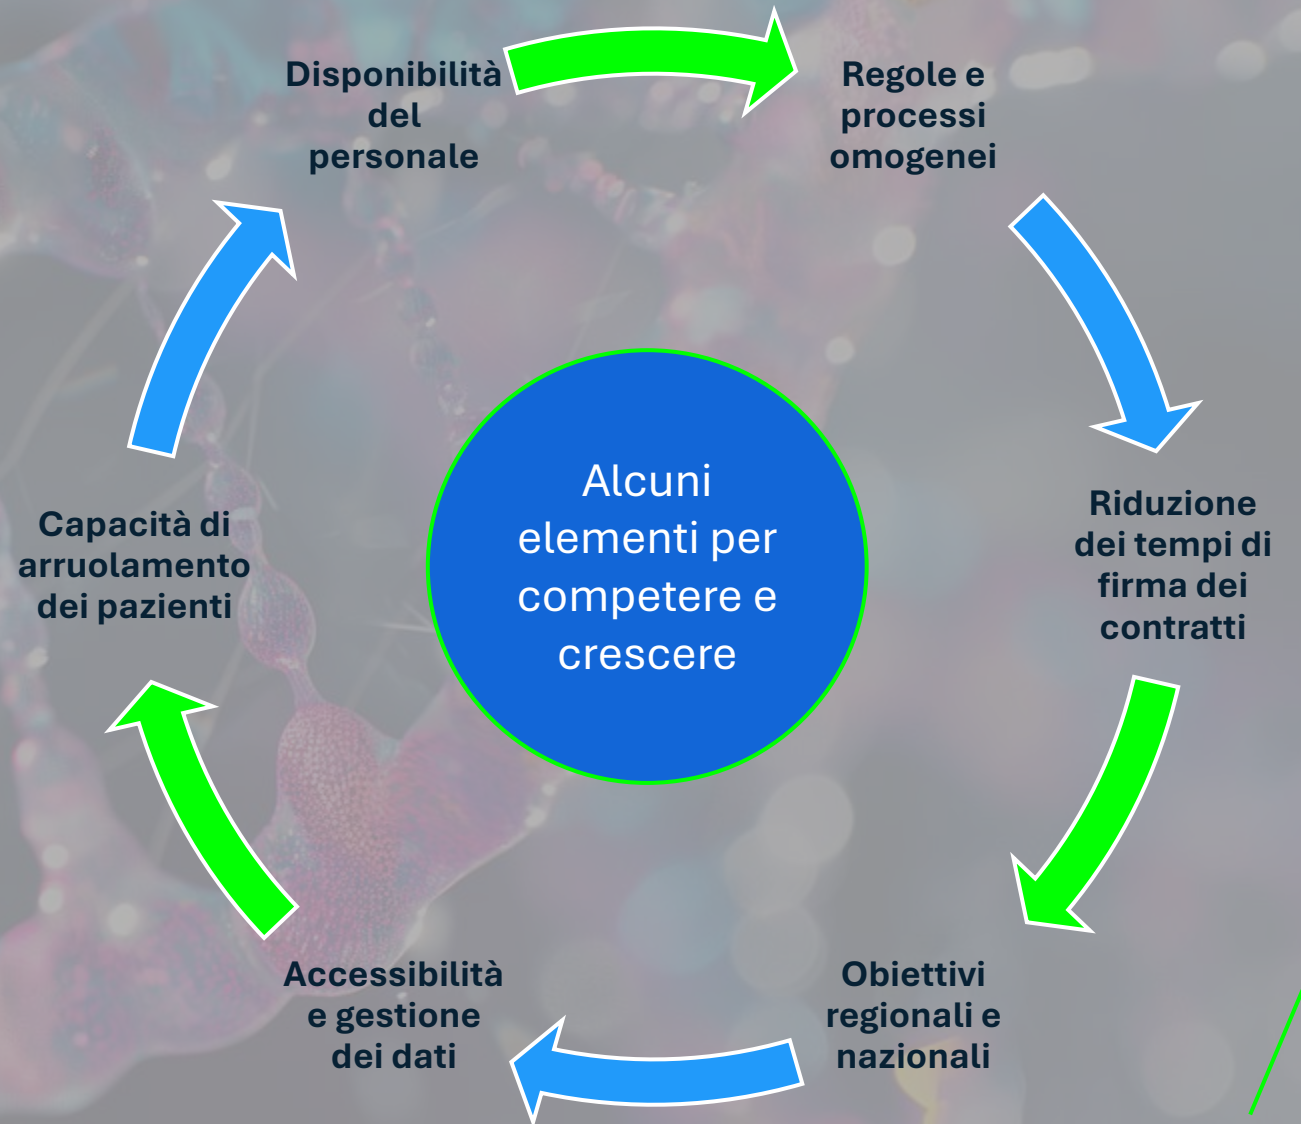 Disponibilità
del
personale
Regole e
processi
omogenei
Riduzione
dei tempi di
firma dei
contratti
Obiettivi
regionali e
nazionali
Accessibilità
e gestione
dei dati
Capacità di
arruolamento
dei pazienti
Alcuni
elementi per
competere e
crescere